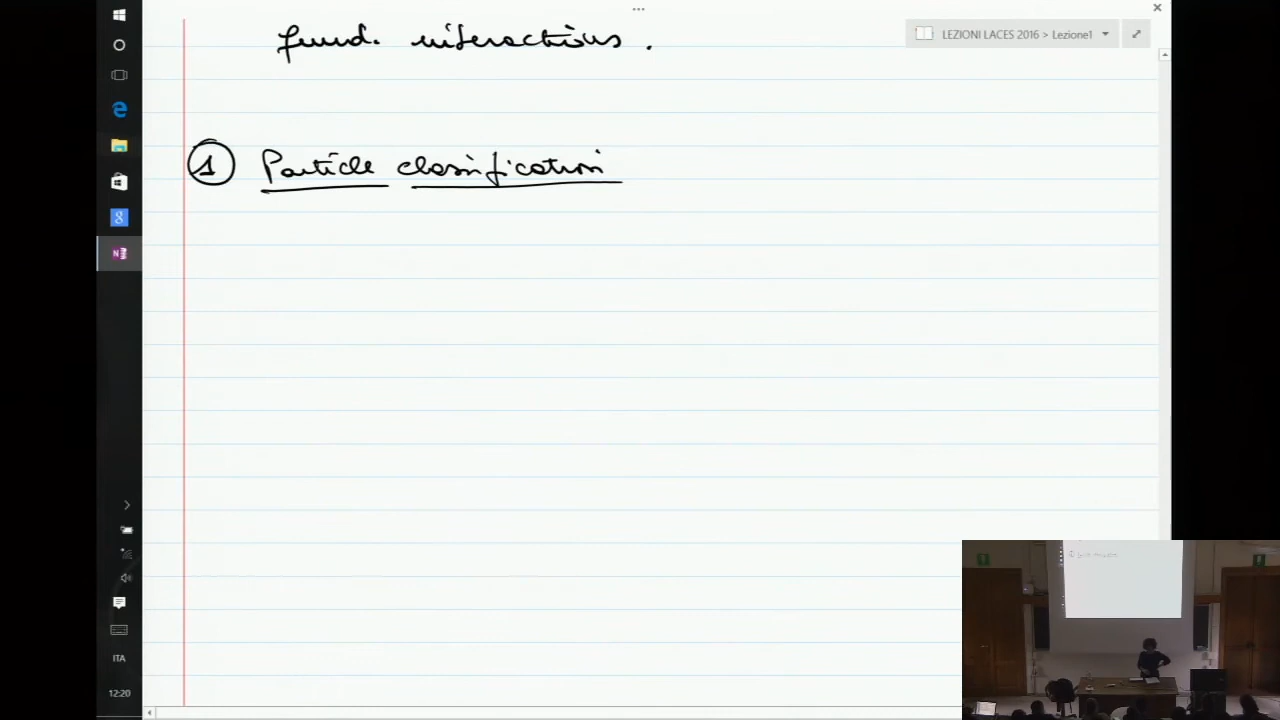 fund. interactions.
LEZIONI LACES 2016 > Lezione1
① Particle classification
ITA
12:20